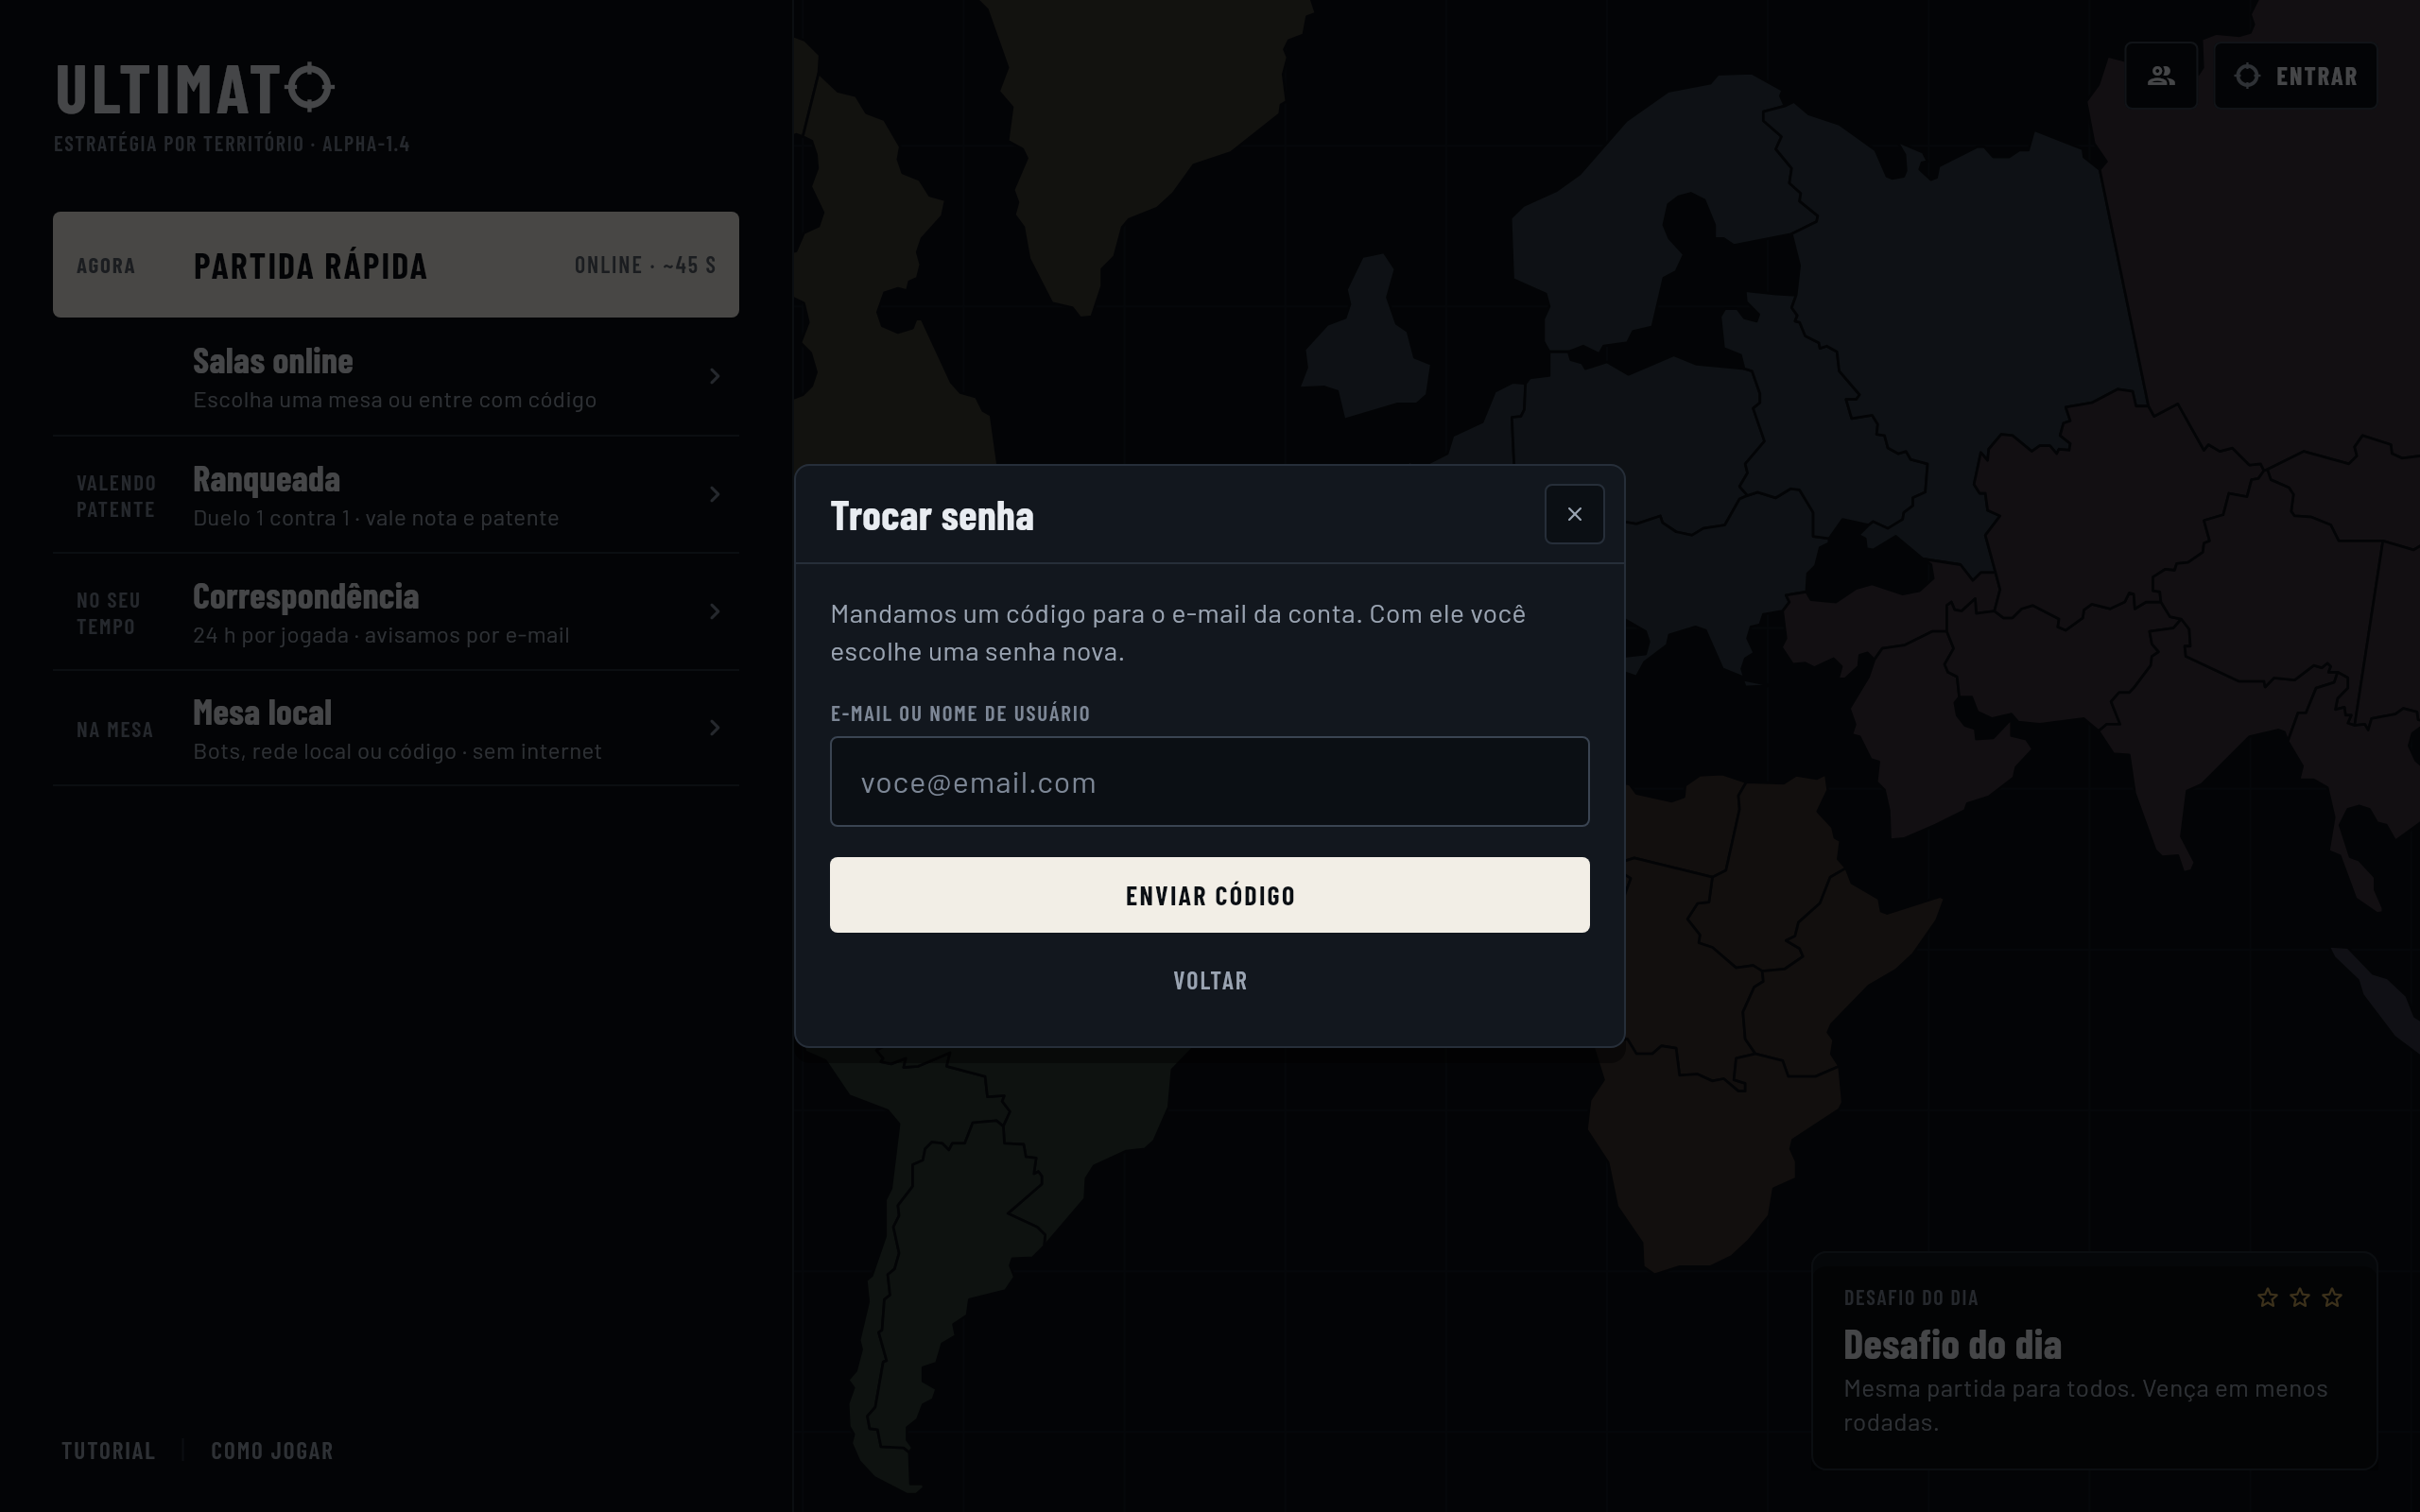 ULTIMATO
ESTRATÉGIA POR TERRITÓRIO · ALPHA-1.4
ENTRAR
AGORA PARTIDA RÁPIDA ONLINE · ~45 S
Salas online
Escolha uma mesa ou entre com código
VALENDO PATENTE
Ranqueada
Duelo 1 contra 1 · vale nota e patente
NO SEU TEMPO
Correspondência
24 h por jogada · avisamos por e-mail
NA MESA
Mesa local
Bots, rede local ou código · sem internet
Trocar senha
Mandamos um código para o e-mail da conta. Com ele você
escolhe uma senha nova.
E-MAIL OU NOME DE USUÁRIO
voce@email.com
ENVIAR CÓDIGO
VOLTAR
DESAFIO DO DIA
Desafio do dia
Mesma partida para todos. Vença em menos
rodadas.
TUTORIAL COMO JOGAR